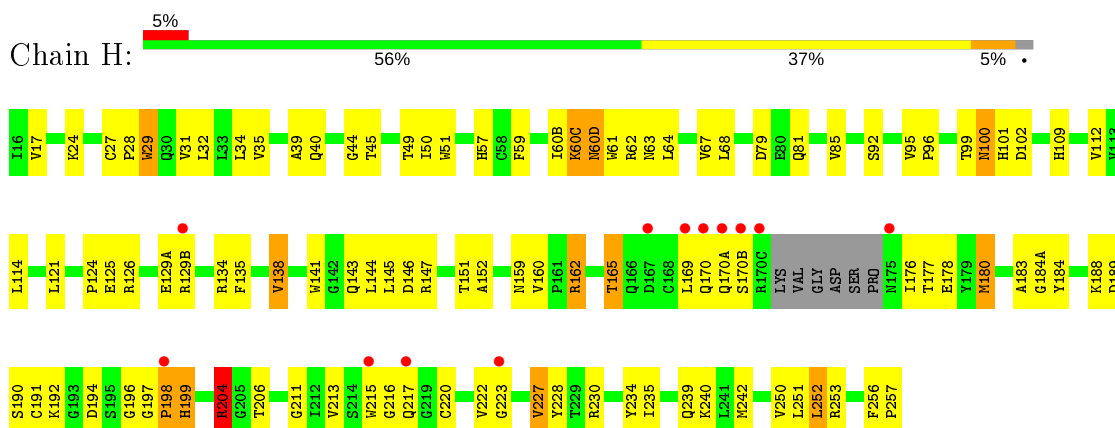 5%
Chain H:
56% 37% 5% •
I16 V17 K24 C27 P28 W29 Q30 V31 L32 L33 L34 V35 A39 Q40 G44 T45 T49 I50 W51 H57 C58 F59 I60B K60C N60D W61 R62 N63 L64 V67 L68 D79 E80 Q81 V85 S92 V95 P96 T99 N100 H101 D102 H109 V112 V113
L114 L121 P124 E125 R126 E129A R129B R134 F135 V138 W141 G142 Q143 L144 L145 D146 R147 T151 A152 N159 V160 P161 R162 T165 Q166 D167 C168 L169 Q170 Q170A S170B R170C LYS VAL GLY ASP SER PRO N175 I176 T177 E178 Y179 M180 A183 G184A Y184 K188 D189
S190 C191 K192 G193 D194 S195 G196 G197 P198 H199 R204 G205 T206 G211 I212 V213 S214 W215 G216 Q217 G219 C220 V222 G223 V227 Y228 T229 R230 Y234 I235 Q239 K240 L241 M242 V250 L251 L252 R253 F256 P257